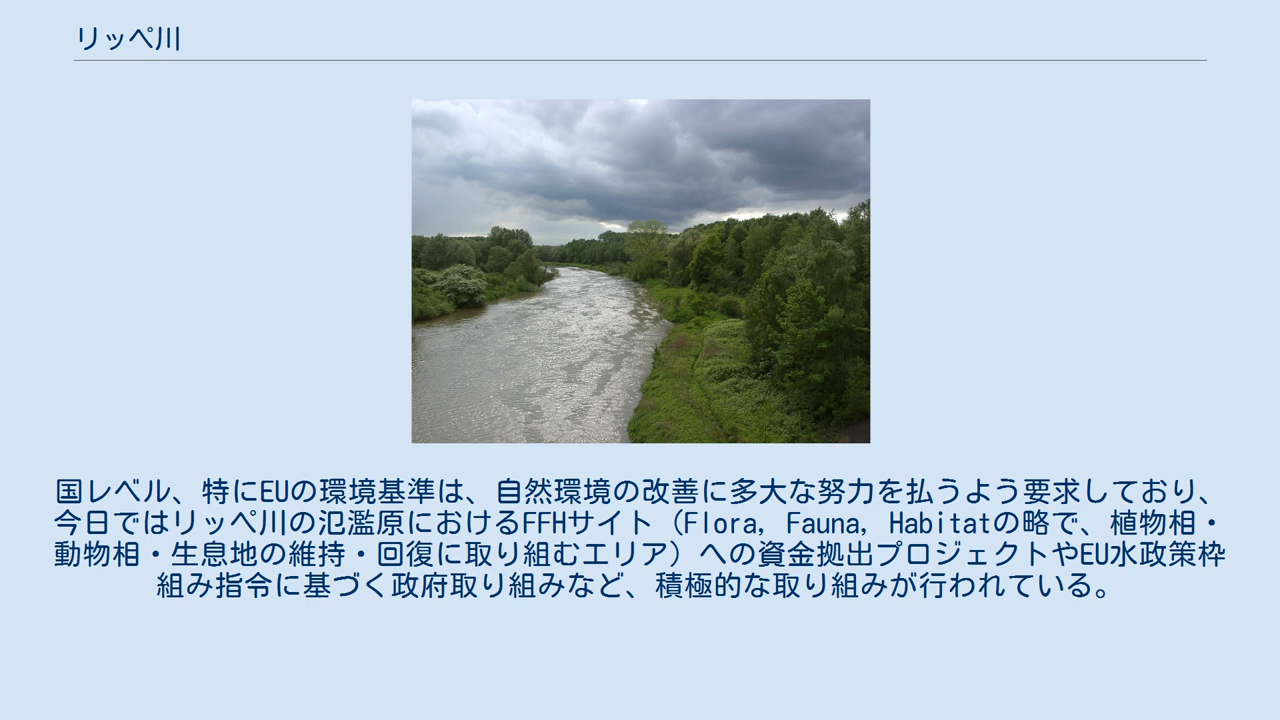 リッペ川
国レベル、特にEUの環境基準は、自然環境の改善に多大な努力を払うよう要求しており、
今日ではリッペ川の氾濫原におけるFFHサイト（Flora, Fauna, Habitatの略で、植物相・
動物相・生息地の維持・回復に取り組むエリア）への資金拠出プロジェクトやEU水政策枠
組み指令に基づく政府取り組みなど、積極的な取り組みが行われている。